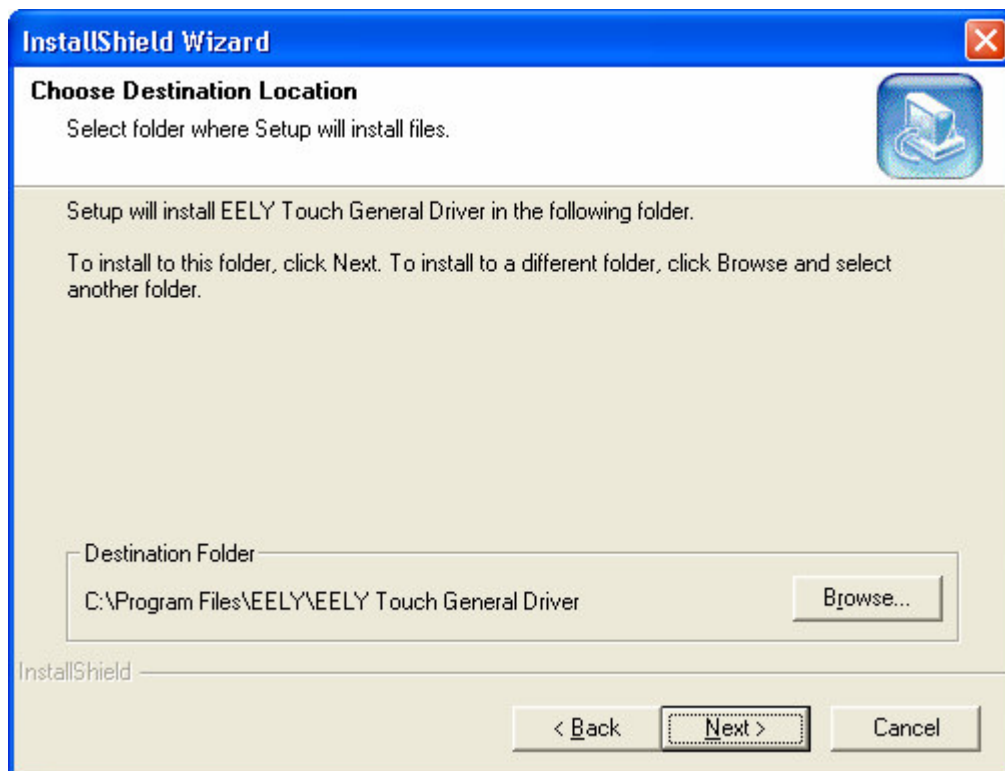 InstallShield Wizard
Choose Destination Location
Select folder where Setup will install files.
Setup will install EELY Touch General Driver in the following folder.
To install to this folder, click Next. To install to a different folder, click Browse and select
another folder.
Destination Folder
C:\Program Files\EELY\EELY Touch General Driver
Browse...
InstallShield
< Back
Next >
Cancel